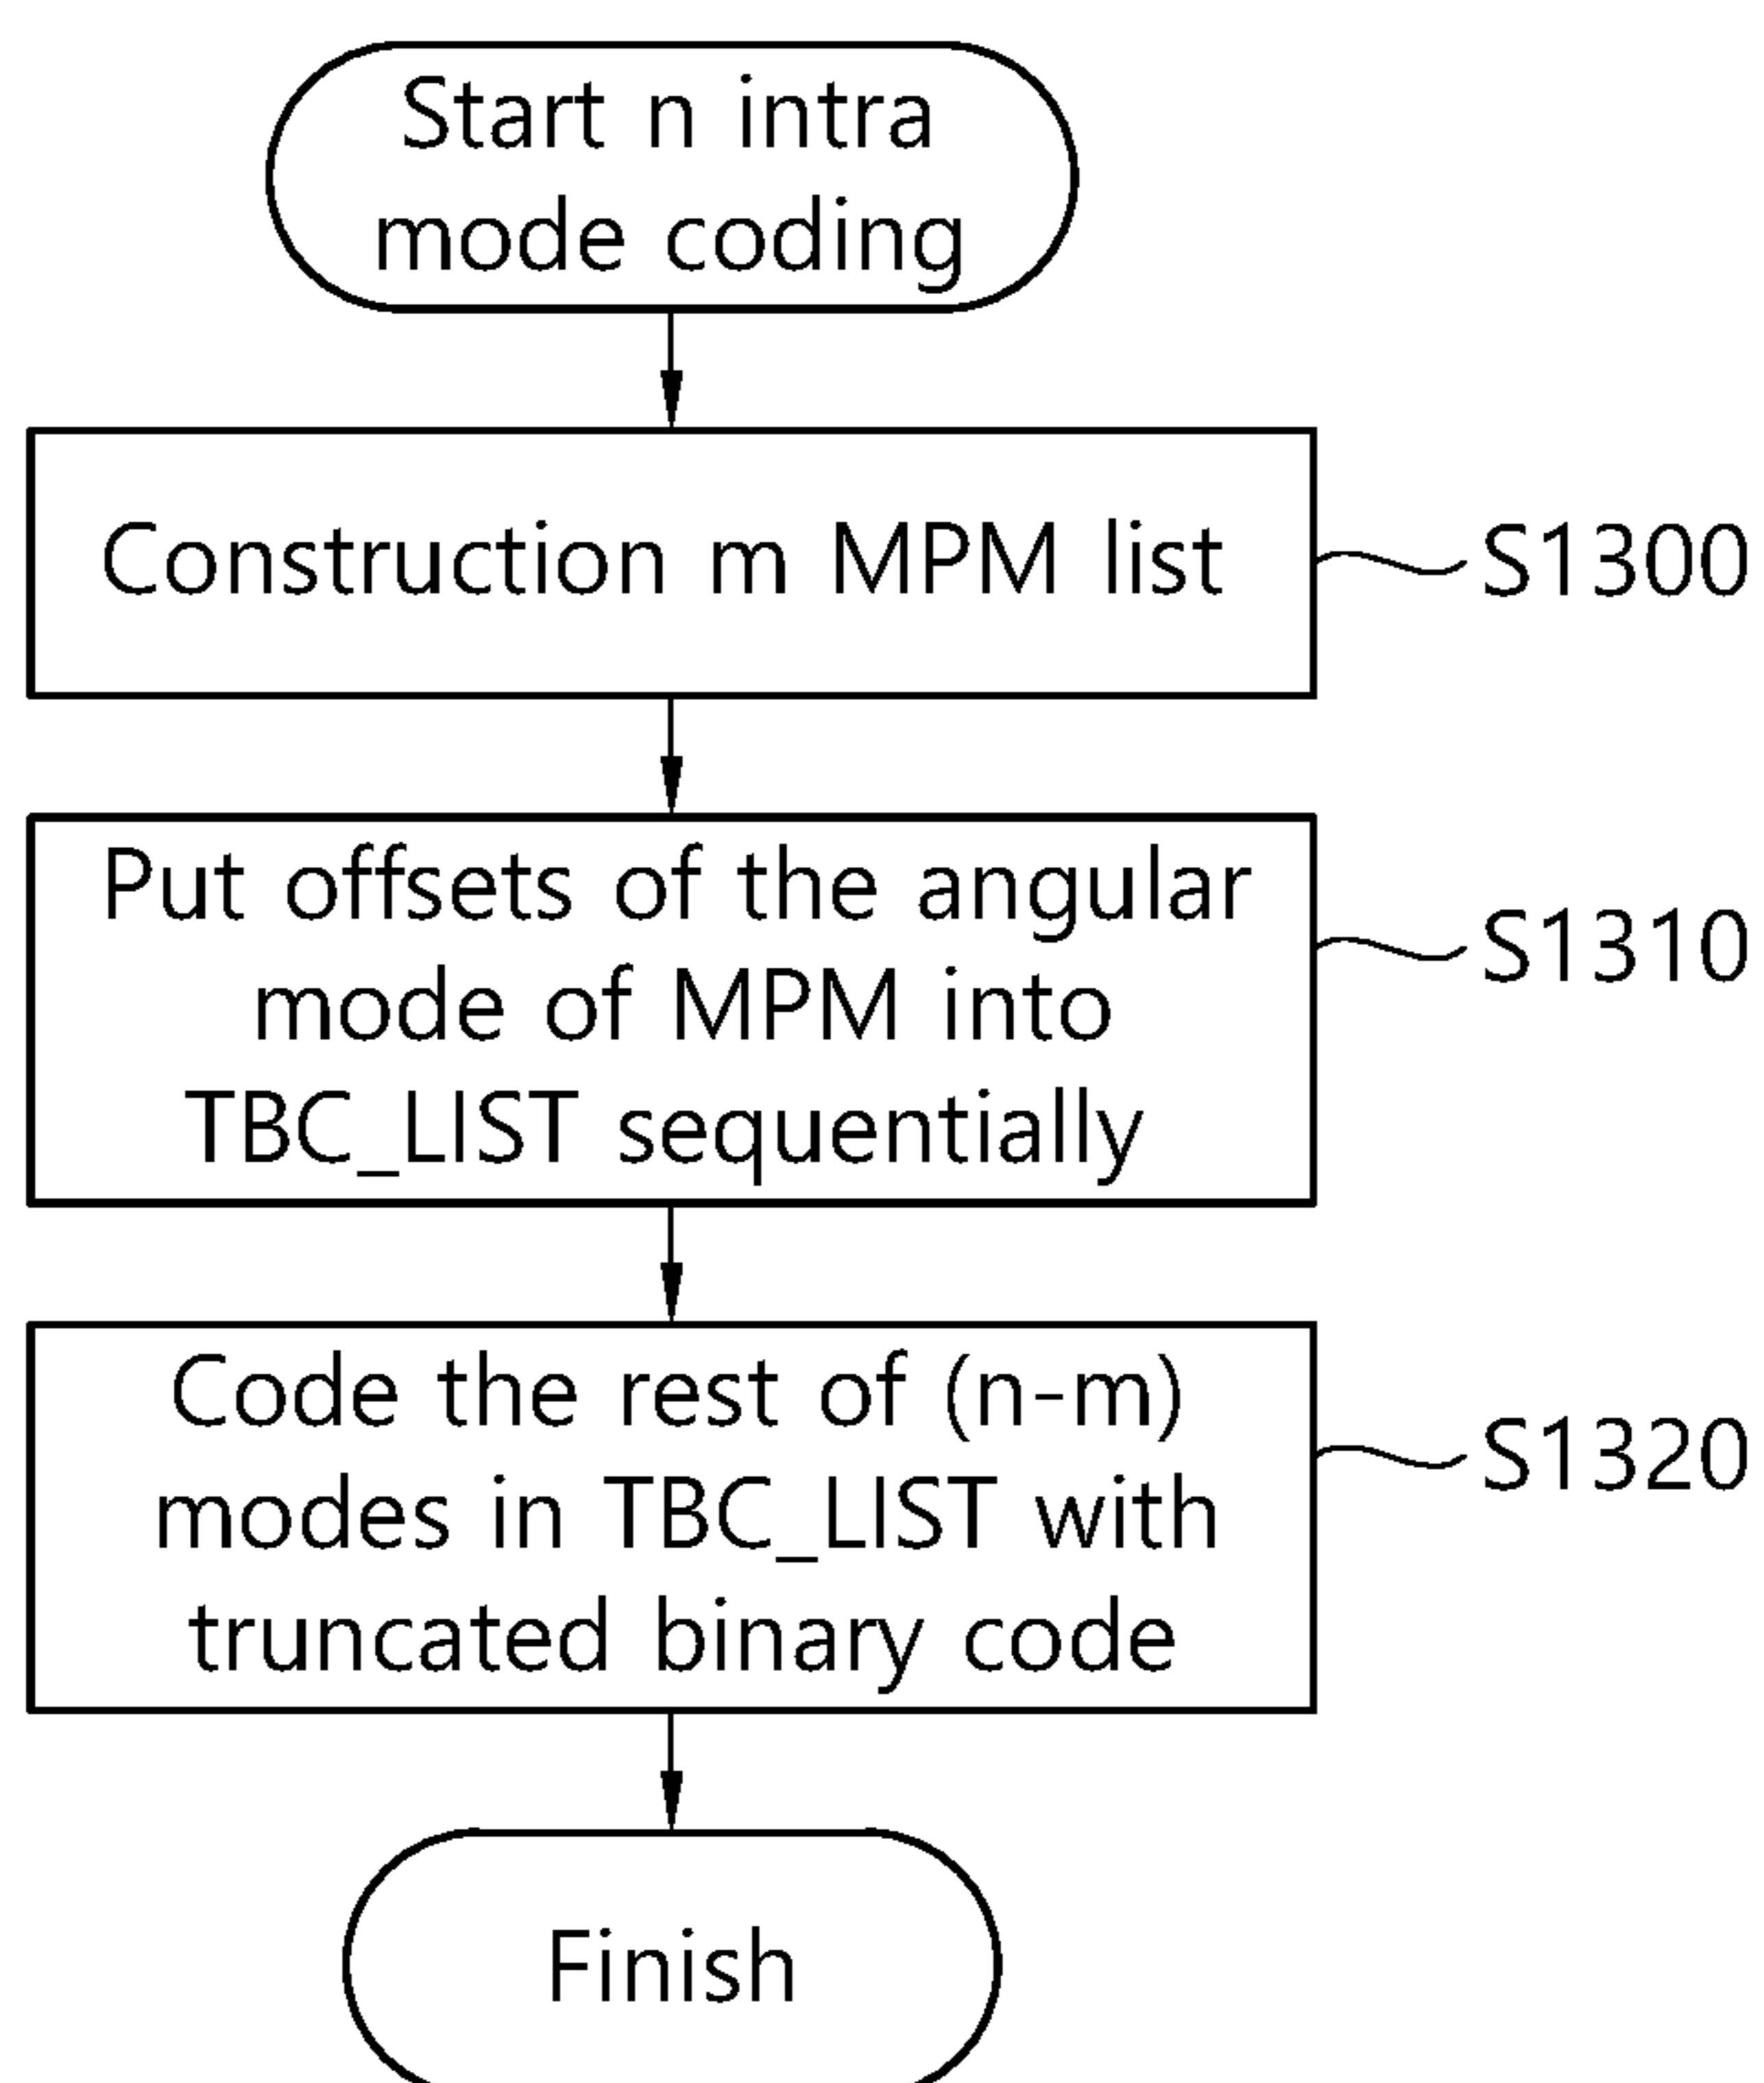 Start n intra
mode coding
Construction m MPM list
S1300
Put offsets of the angular
mode of MPM into
TBC_LIST sequentially
S1310
Code the rest of (n-m)
modes in TBC_LIST with
truncated binary code
S1320
Finish